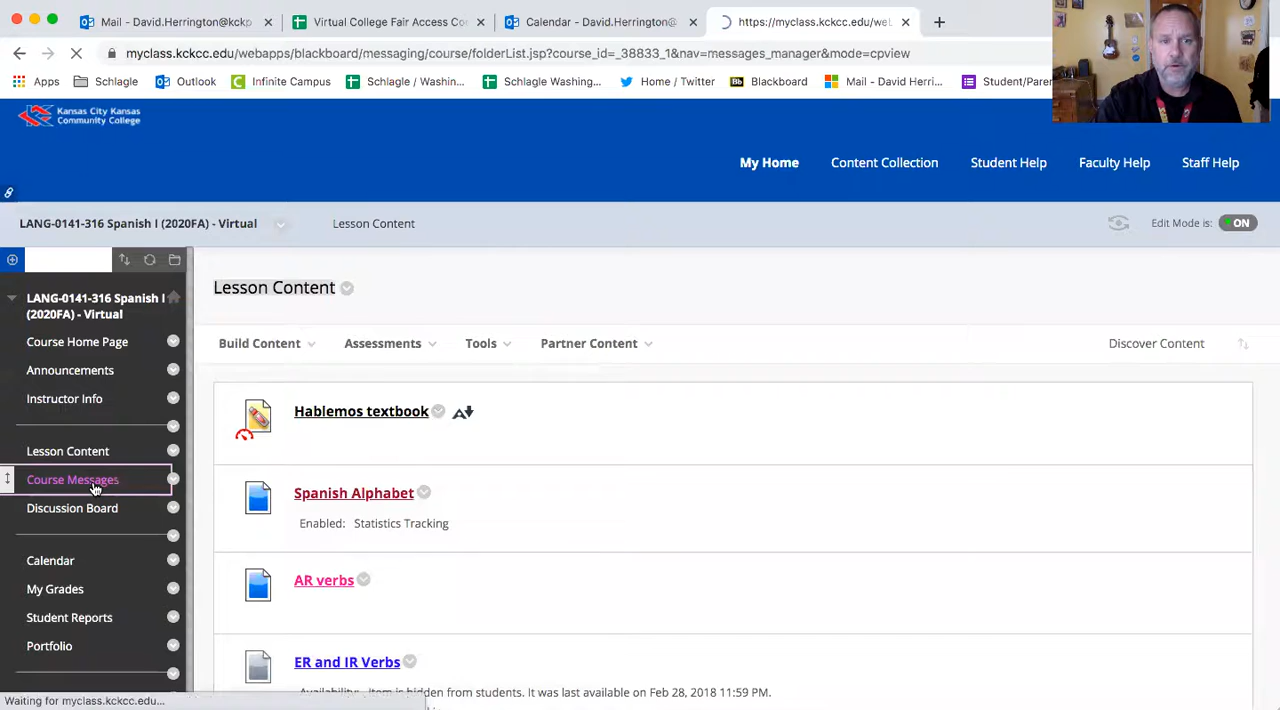 Mail - David.Herrington@kckp
Virtual College Fair Access Co
Calendar - David.Herrington@
https://myclass.kckcc.edu/we
myclass.kckcc.edu/webapps/blackboard/messaging/course/folderList.jsp?course_id=_38833_1&nav=messages_manager&mode=cpview
Apps
Schlagle
Outlook
Infinite Campus
Schlagle / Washin...
Schlagle Washing...
Home / Twitter
Bb Blackboard
Mail - David Herri...
Student/Pare
Kansas City Kansas
Community College
My Home
Content Collection
Student Help
Faculty Help
Staff Help
LANG-0141-316 Spanish I (2020FA) - Virtual
Lesson Content
Edit Mode is: ON
LANG-0141-316 Spanish I
(2020FA) - Virtual
Course Home Page
Announcements
Instructor Info
Lesson Content
Course Messages
Discussion Board
Calendar
My Grades
Student Reports
Portfolio
Lesson Content
Build Content
Assessments
Tools
Partner Content
Discover Content
Hablemos textbook
Spanish Alphabet
Enabled: Statistics Tracking
AR verbs
ER and IR Verbs
Availability: Item is hidden from students. It was last available on Feb 28, 2018 11:59 PM.
Waiting for myclass.kckcc.edu...